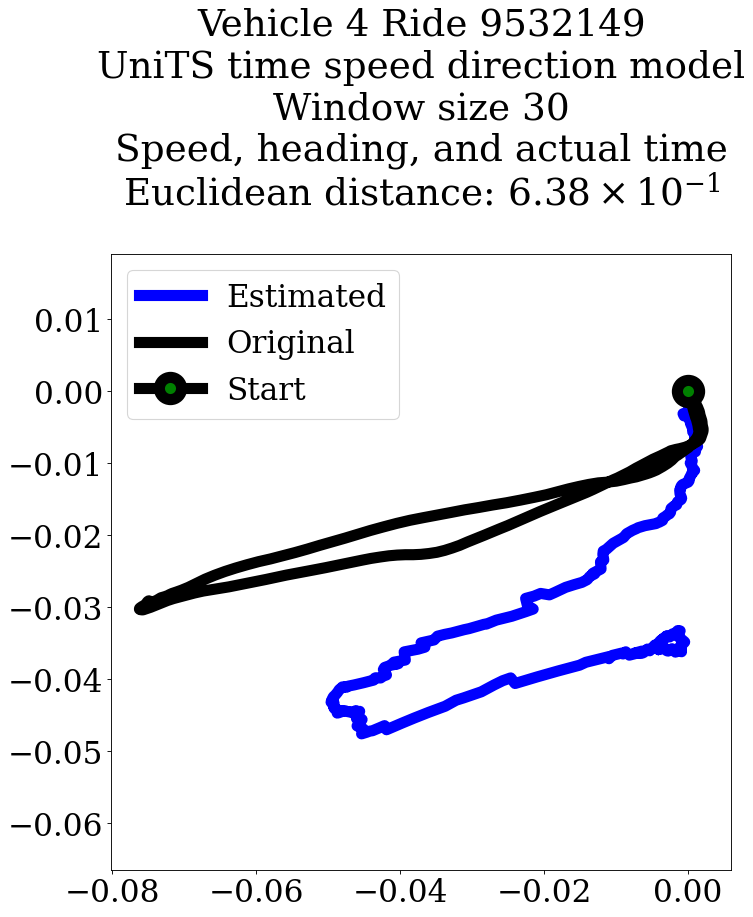 Vehicle 4 Ride 9532149
UniTS time speed direction model
Window size 30
Speed, heading, and actual time
Euclidean distance: 6.38 × 10⁻¹
Estimated
Original
Start
0.01
0.00
−0.01
−0.02
−0.03
−0.04
−0.05
−0.06
−0.08 −0.06 −0.04 −0.02 0.00